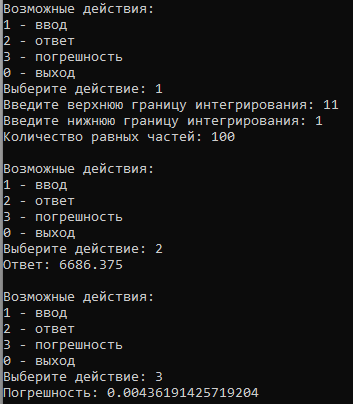 Возможные действия:
1 - ввод
2 - ответ
3 - погрешность
0 - выход
Выберите действие: 1
Введите верхнюю границу интегрирования: 11
Введите нижнюю границу интегрирования: 1
Количество равных частей: 100

Возможные действия:
1 - ввод
2 - ответ
3 - погрешность
0 - выход
Выберите действие: 2
Ответ: 6686.375

Возможные действия:
1 - ввод
2 - ответ
3 - погрешность
0 - выход
Выберите действие: 3
Погрешность: 0.00436191425719204